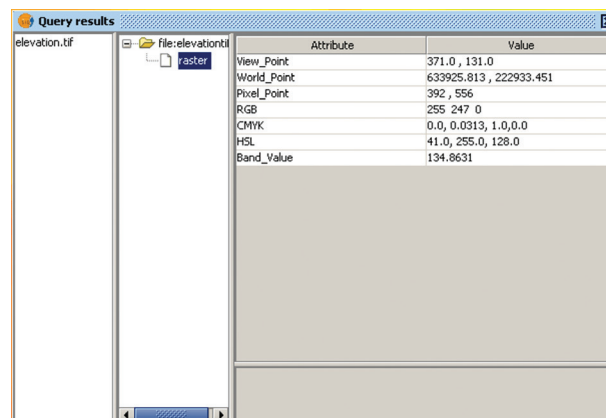 Query results
elevation.tif
file:elevationtif
raster
Attribute Value
View_Point 371.0 , 131.0
World_Point 633925.813 , 222933.451
Pixel_Point 392 , 556
RGB 255 247 0
CMYK 0.0, 0.0313, 1.0,0.0
HSL 41.0, 255.0, 128.0
Band_Value 134.8631